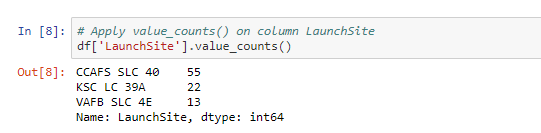 In [8]: # Apply value_counts() on column LaunchSite
df['LaunchSite'].value_counts()
Out[8]: CCAFS SLC 40    55
KSC LC 39A      22
VAFB SLC 4E     13
Name: LaunchSite, dtype: int64